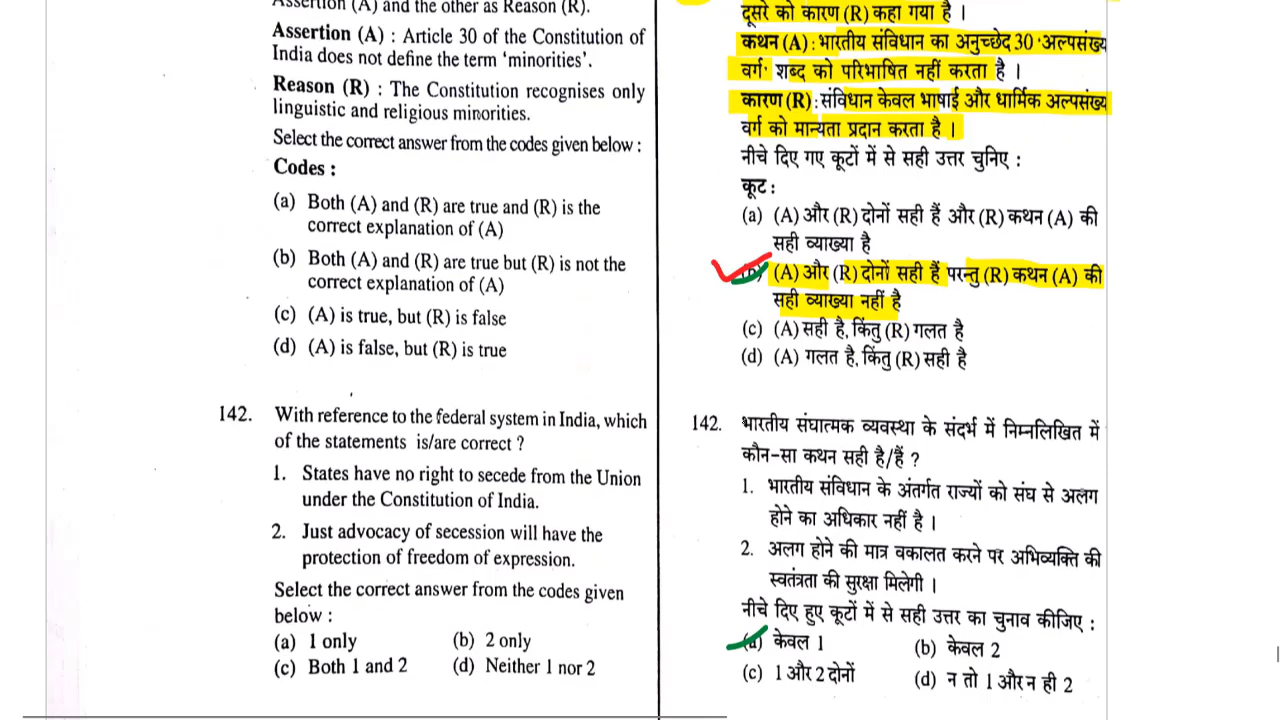 Assertion (A) and the other as Reason (R).
Assertion (A) : Article 30 of the Constitution of
India does not define the term ‘minorities’.
Reason (R) : The Constitution recognises only
linguistic and religious minorities.
Select the correct answer from the codes given below :
Codes :
(a) Both (A) and (R) are true and (R) is the
correct explanation of (A)
(b) Both (A) and (R) are true but (R) is not the
correct explanation of (A)
(c) (A) is true, but (R) is false
(d) (A) is false, but (R) is true
142. With reference to the federal system in India, which
of the statements is/are correct ?
1. States have no right to secede from the Union
under the Constitution of India.
2. Just advocacy of secession will have the
protection of freedom of expression.
Select the correct answer from the codes given
below :
(a) 1 only (b) 2 only
(c) Both 1 and 2 (d) Neither 1 nor 2
दूसरे को कारण (R) कहा गया है ।
कथन (A) : भारतीय संविधान का अनुच्छेद 30 ‘अल्पसंख्य
वर्ग’ शब्द को परिभाषित नहीं करता है ।
कारण (R) : संविधान केवल भाषाई और धार्मिक अल्पसंख्य
वर्ग को मान्यता प्रदान करता है ।
नीचे दिए गए कूटों में से सही उत्तर चुनिए :
कूट :
(a) (A) और (R) दोनों सही हैं और (R) कथन (A) की
सही व्याख्या है
(b) (A) और (R) दोनों सही हैं परन्तु (R) कथन (A) की
सही व्याख्या नहीं है
(c) (A) सही है, किंतु (R) गलत है
(d) (A) गलत है, किंतु (R) सही है
142. भारतीय संघात्मक व्यवस्था के संदर्भ में निम्नलिखित में
कौन-सा कथन सही है/हैं ?
1. भारतीय संविधान के अंतर्गत राज्यों को संघ से अलग
होने का अधिकार नहीं है ।
2. अलग होने की मात्र वकालत करने पर अभिव्यक्ति की
स्वतंत्रता की सुरक्षा मिलेगी ।
नीचे दिए हुए कूटों में से सही उत्तर का चुनाव कीजिए :
(a) केवल 1 (b) केवल 2
(c) 1 और 2 दोनों (d) न तो 1 और न ही 2